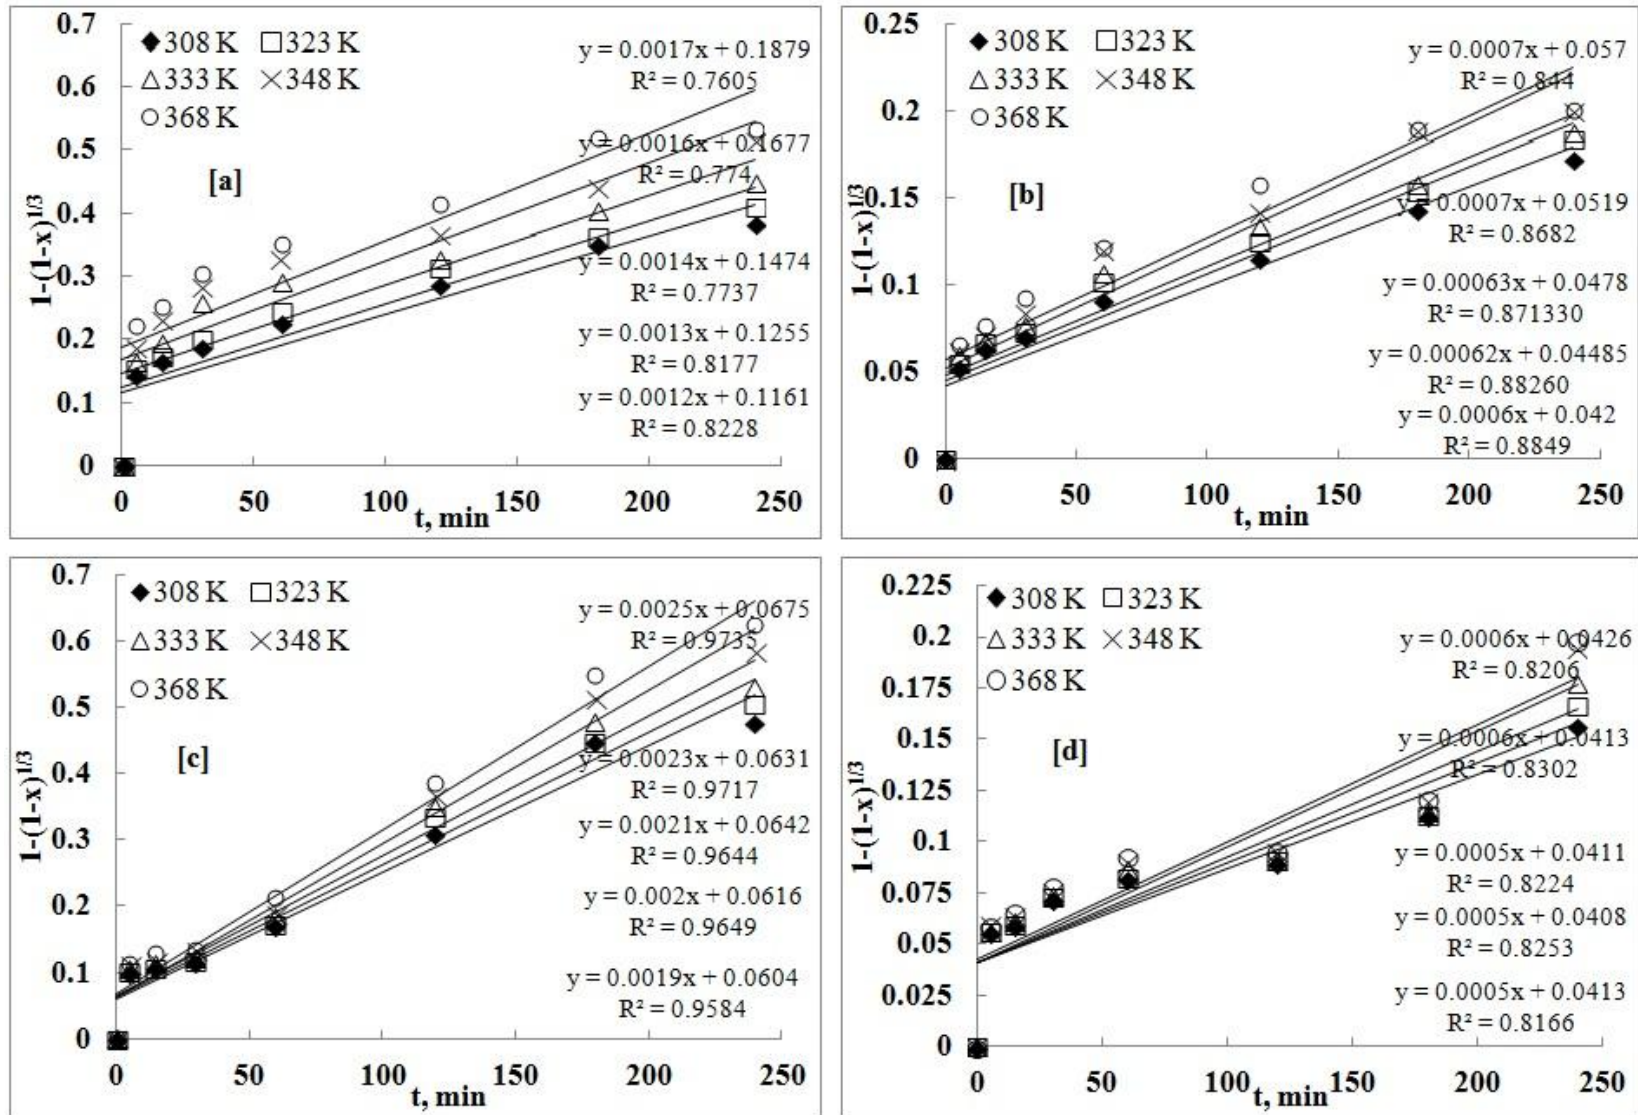 0.7
308 K 323 K
y = 0.0017x + 0.1879
0.6
333 K 348 K
R² = 0.7605
368 K
0.5
y = 0.0016x + 0.1677
R² = 0.774
[a]
0.4
1-(1-x)1/3
0.3
y = 0.0014x + 0.1474
R² = 0.7737
0.2
y = 0.0013x + 0.1255
R² = 0.8177
0.1
y = 0.0012x + 0.1161
R² = 0.8228
0
0 50 100 150 200 250
t, min
0.25
308 K 323 K
y = 0.0007x + 0.057
333 K 348 K
R² = 0.844
0.2
368 K
0.15
[b]
y = 0.0007x + 0.0519
R² = 0.8682
1-(1-x)1/3
0.1
y = 0.00063x + 0.0478
R² = 0.871330
0.05
y = 0.00062x + 0.04485
R² = 0.88260
y = 0.0006x + 0.042
R² = 0.8849
0
0 50 100 150 200 250
t, min
0.7
308 K 323 K
y = 0.0025x + 0.0675
0.6
333 K 348 K
R² = 0.9735
368 K
0.5
[c]
0.4
y = 0.0023x + 0.0631
R² = 0.9717
1-(1-x)1/3
0.3
y = 0.0021x + 0.0642
R² = 0.9644
0.2
y = 0.002x + 0.0616
R² = 0.9649
0.1
y = 0.0019x + 0.0604
R² = 0.9584
0
0 50 100 150 200 250
t, min
0.225
308 K 323 K
0.2
333 K 348 K
y = 0.0006x + 0.0426
R² = 0.8206
368 K
0.175
0.15
[d]
y = 0.0006x + 0.0413
R² = 0.8302
0.125
1-(1-x)1/3
0.1
y = 0.0005x + 0.0411
R² = 0.8224
0.075
y = 0.0005x + 0.0408
R² = 0.8253
0.05
0.025
y = 0.0005x + 0.0413
R² = 0.8166
0
0 50 100 150 200 250
t, min